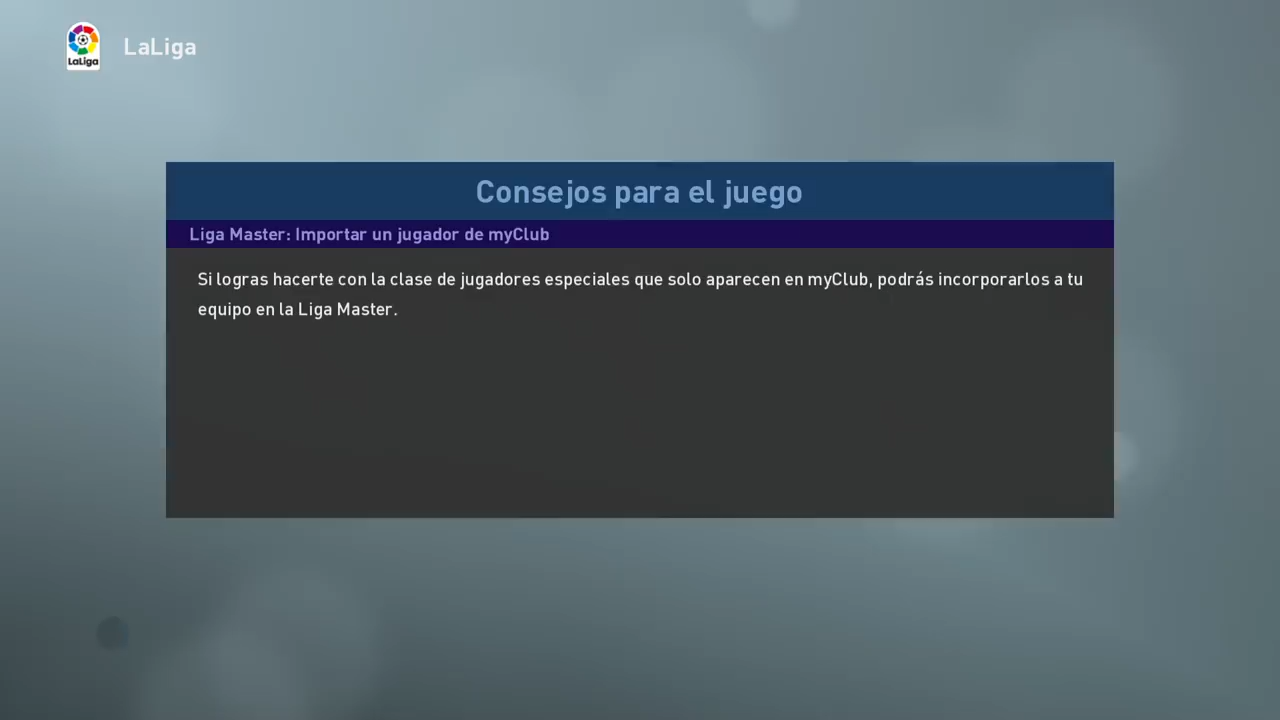 LaLiga
LaLiga
Consejos para el juego
Liga Master: Importar un jugador de myClub
Si logras hacerte con la clase de jugadores especiales que solo aparecen en myClub, podrás incorporarlos a tu
equipo en la Liga Master.